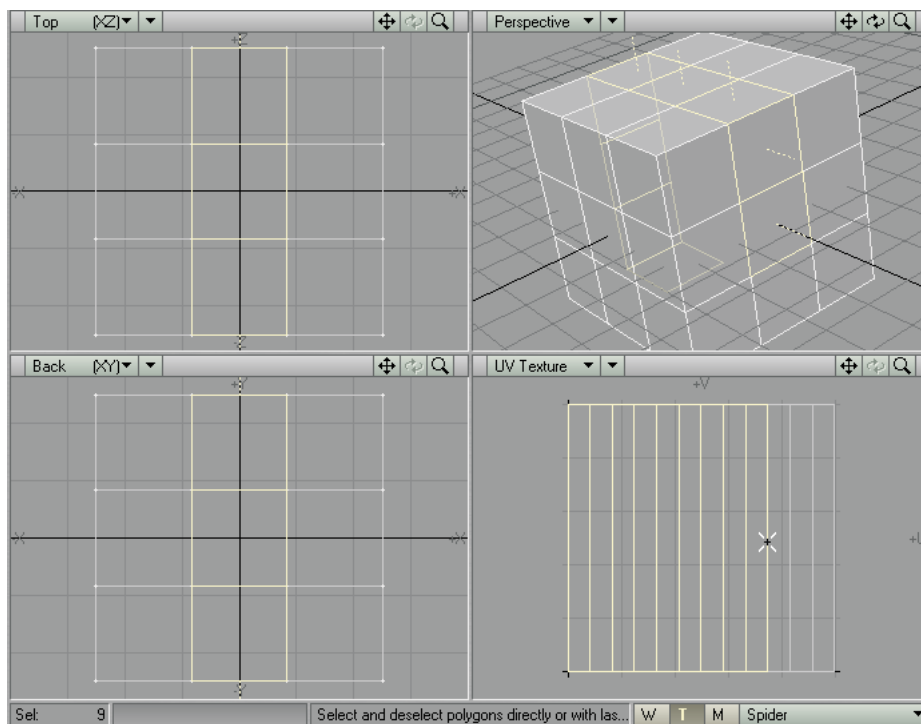 Top (XZ)
Perspective
+Z
-X
+X
-Z
Back (XY)
UV Texture
+Y
+V
-X
+X
+U
-Y
Sel: 9 Select and deselect polygons directly or with las... W T M Spider